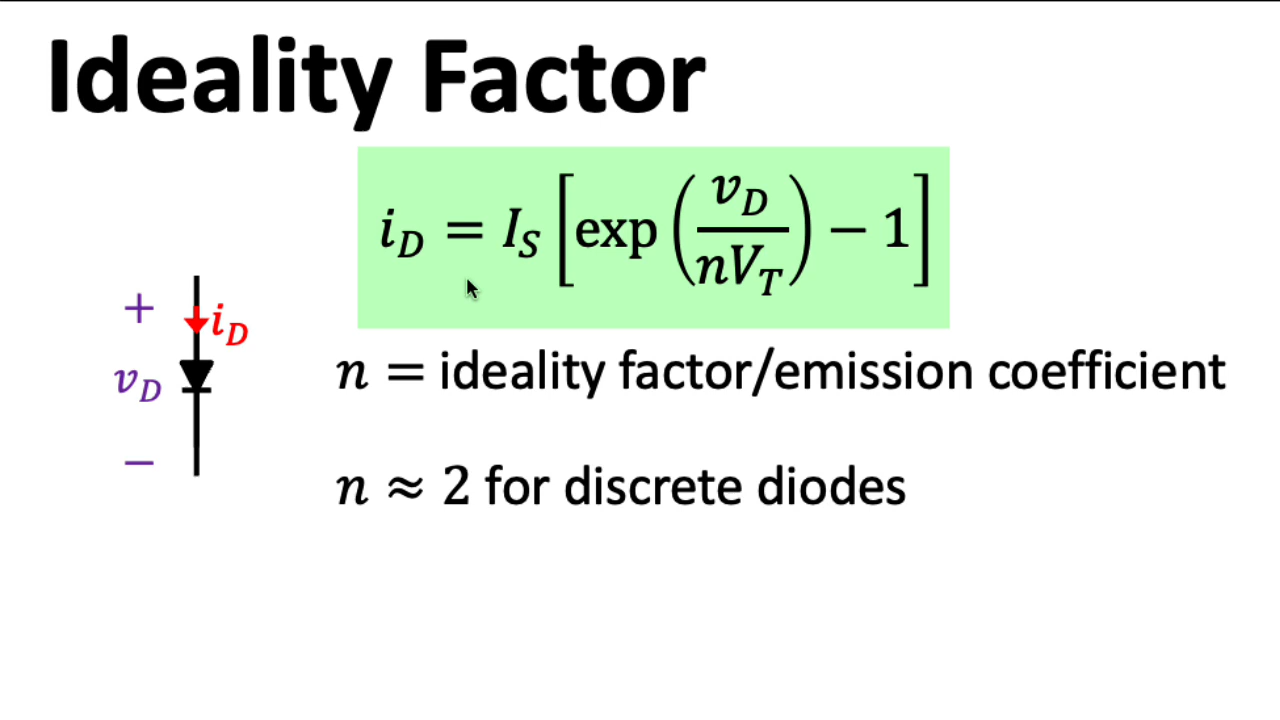 Ideality Factor
i_D = I_S [exp (v_D / nV_T) − 1]
+
i_D
v_D
−
n = ideality factor/emission coefficient
n ≈ 2 for discrete diodes